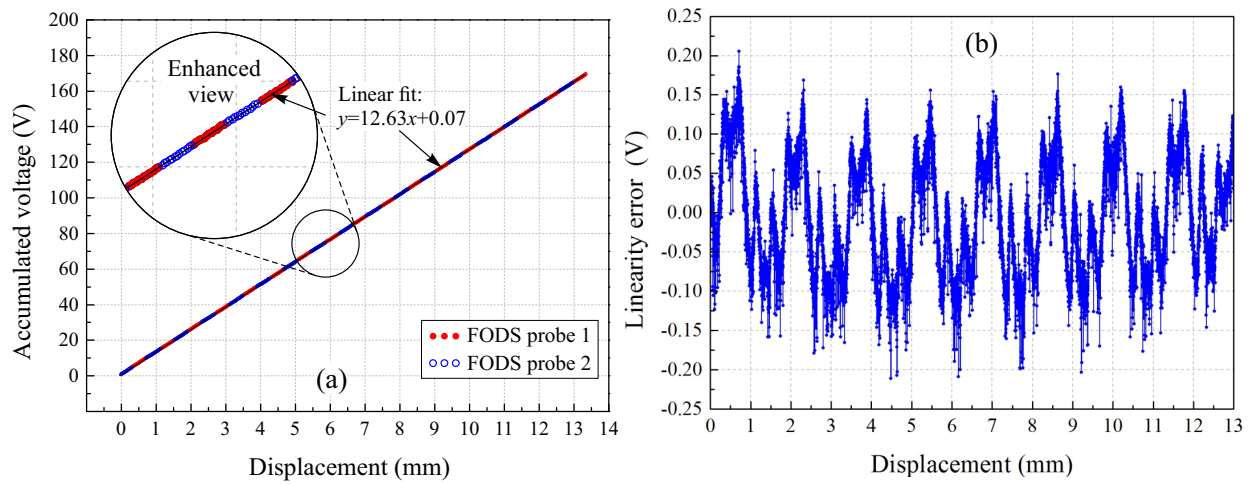 (a)
Accumulated voltage (V)
200
180
160
140
120
100
80
60
40
20
0
Enhanced
view
Linear fit:
y=12.63x+0.07
FODS probe 1
FODS probe 2
0 1 2 3 4 5 6 7 8 9 10 11 12 13 14
Displacement (mm)
(b)
Linearity error (V)
0.25
0.20
0.15
0.10
0.05
0.00
-0.05
-0.10
-0.15
-0.20
-0.25
0 1 2 3 4 5 6 7 8 9 10 11 12 13
Displacement (mm)